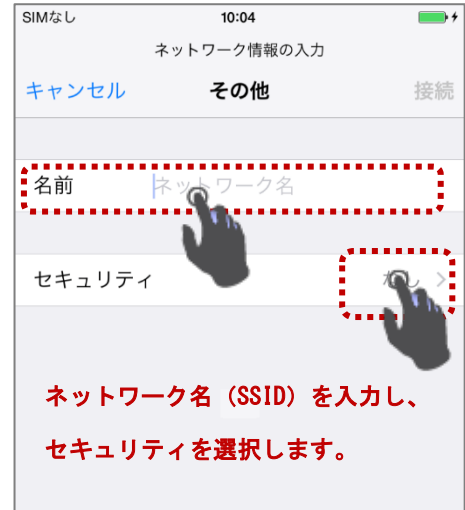 SIMなし 10:04
ネットワーク情報の入力
キャンセル その他 接続
名前 ネットワーク名
セキュリティ なし
ネットワーク名（SSID）を入力し、
セキュリティを選択します。